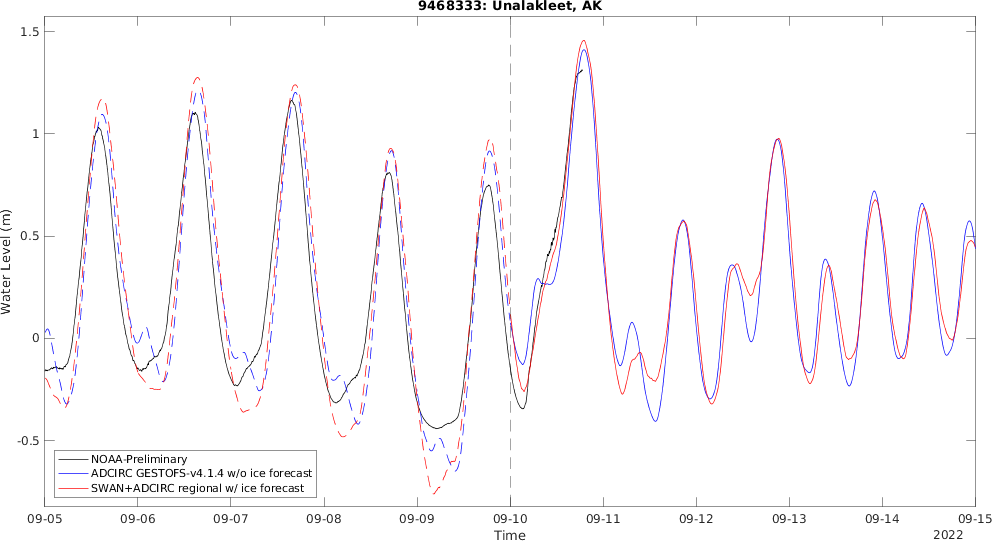 9468333: Unalakleet, AK
1.5
1
0.5
0
-0.5
Water Level (m)
NOAA-Preliminary
ADCIRC GESTOFS-v4.1.4 w/o ice forecast
SWAN+ADCIRC regional w/ ice forecast
09-05 09-06 09-07 09-08 09-09 09-10 09-11 09-12 09-13 09-14 09-15
Time
2022